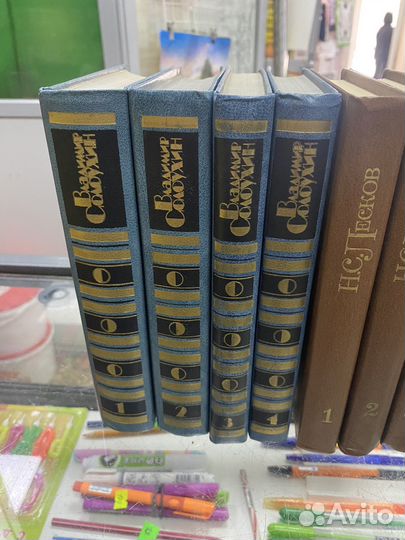 Владимир
Солоухин
1
Владимир
Солоухин
2
Владимир
Солоухин
3
Владимир
Солоухин
4
Н.С. Лесков
1
2
Avito